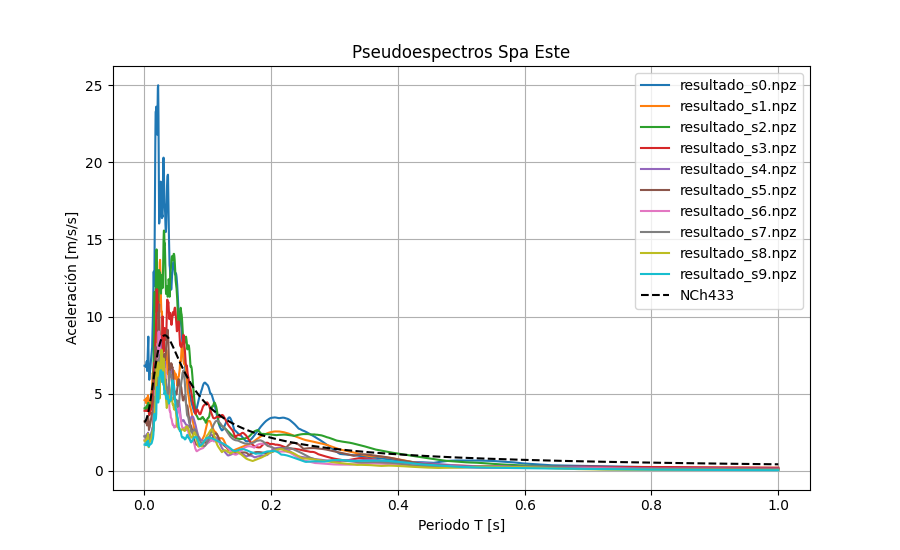 Pseudoespectros Spa Este
Aceleración [m/s/s]
25
20
15
10
5
0
0.0
0.2
0.4
0.6
0.8
1.0
Periodo T [s]
resultado_s0.npz
resultado_s1.npz
resultado_s2.npz
resultado_s3.npz
resultado_s4.npz
resultado_s5.npz
resultado_s6.npz
resultado_s7.npz
resultado_s8.npz
resultado_s9.npz
NCh433